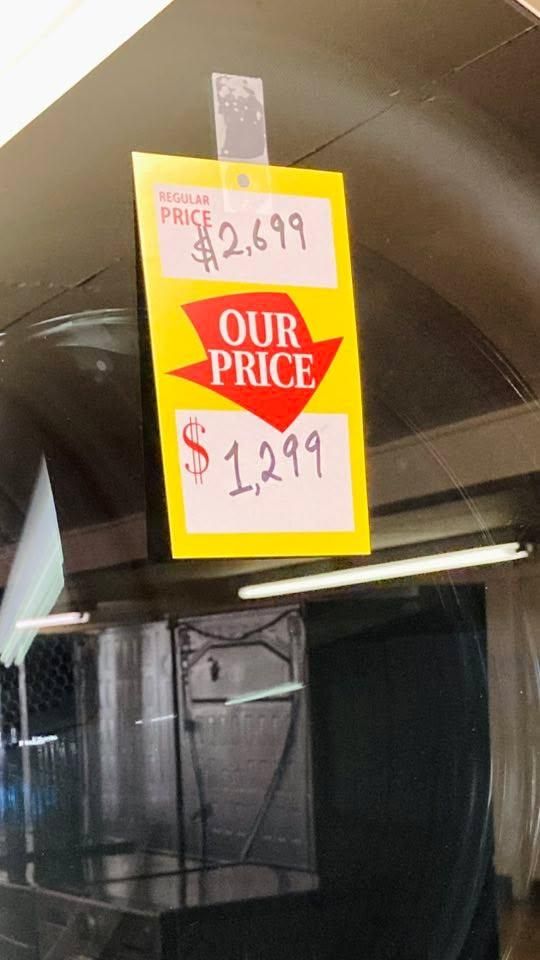 REGULAR
PRICE
$2,699
OUR
PRICE
$ 1,299